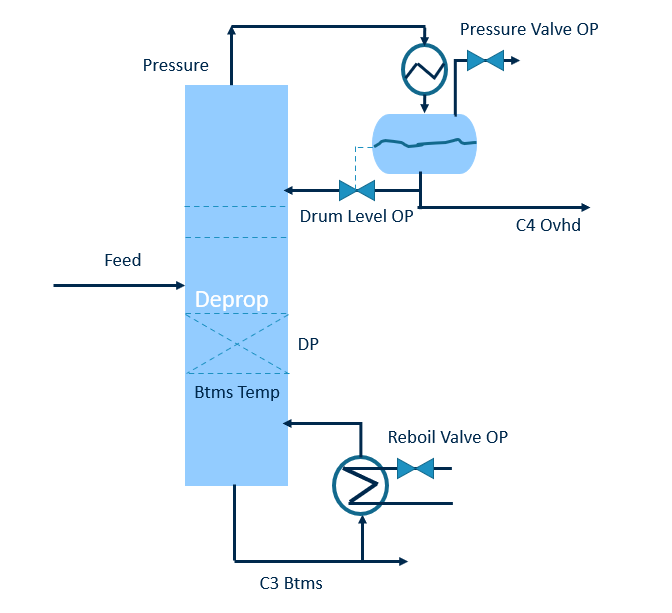 Pressure Valve OP
Pressure
Drum Level OP
C4 Ovhd
Feed
Deprop
DP
Btms Temp
Reboil Valve OP
C3 Btms